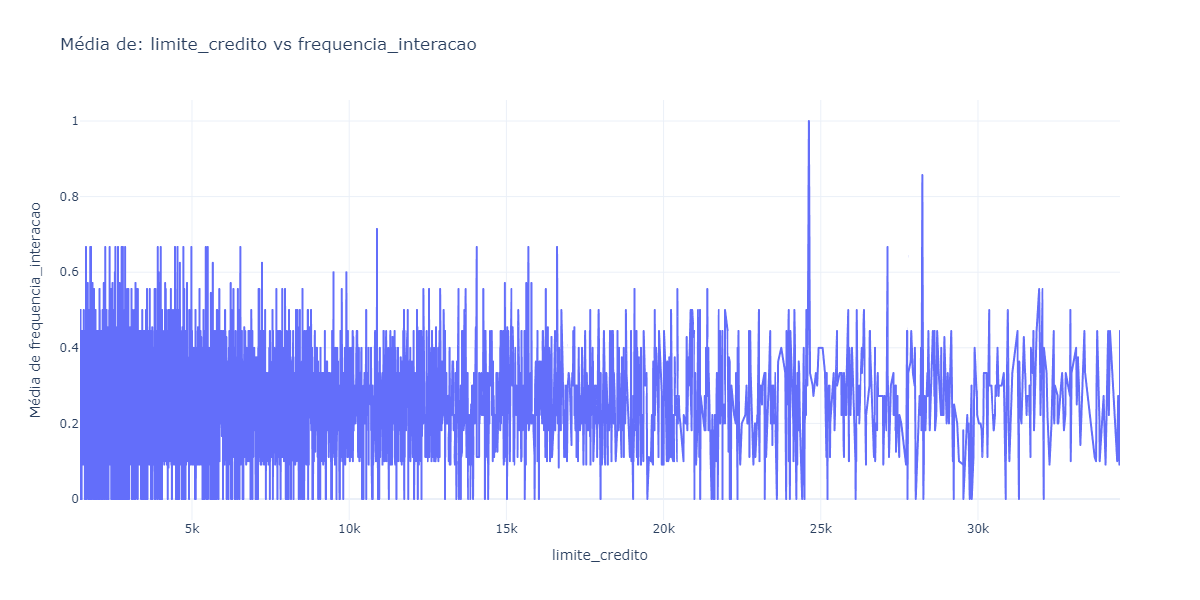 Média de: limite_credito vs frequencia_interacao
Média de frequencia_interacao
1
0.8
0.6
0.4
0.2
0
5k
10k
15k
20k
25k
30k
limite_credito